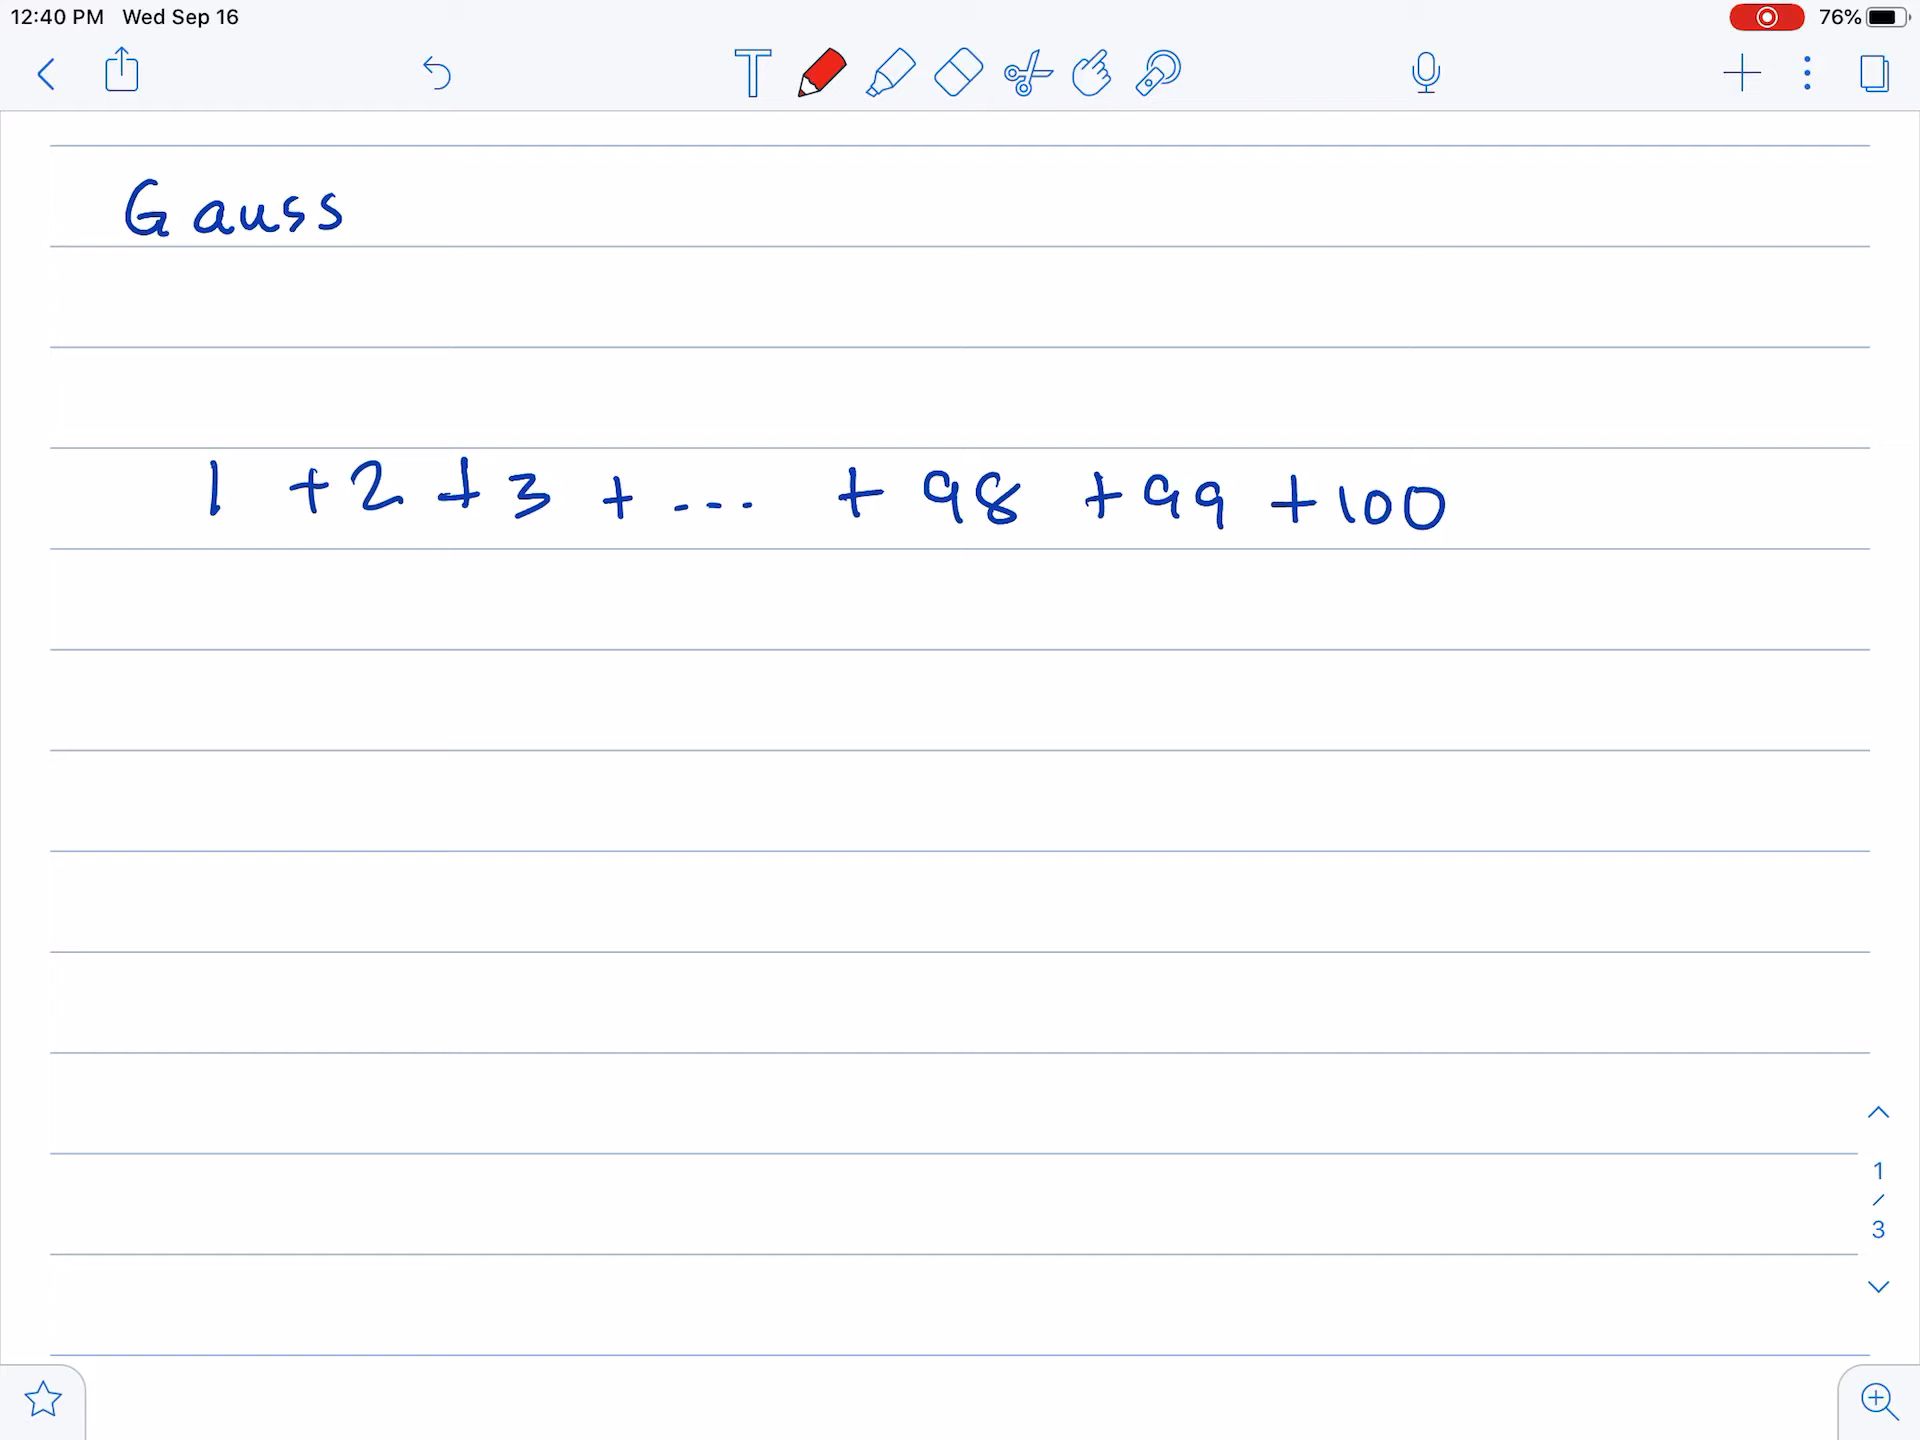 12:40 PM Wed Sep 16 76%
Gauss
1 + 2 + 3 + ... + 98 + 99 + 100
1
/
3